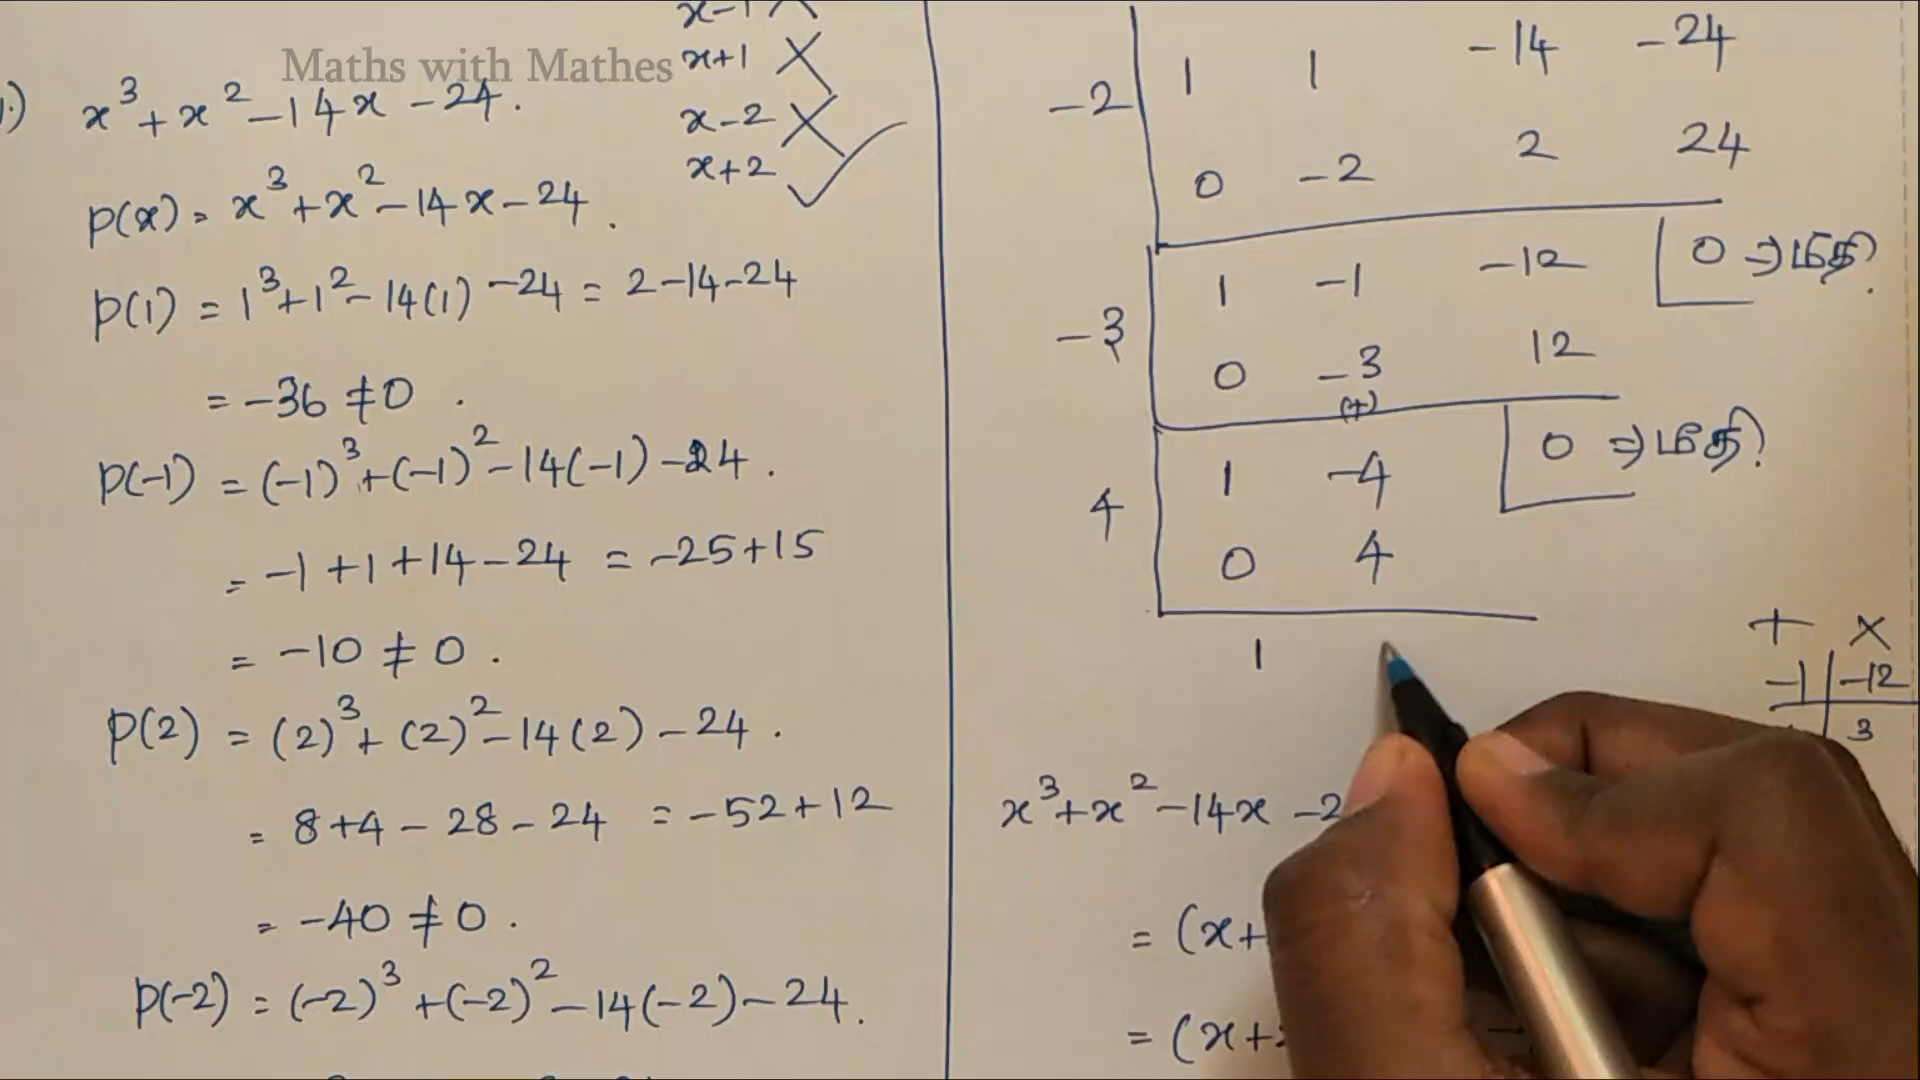 Maths with Mathes
x-1 ×
x+1 ×
x-2 ×
x+2 ✓
x³+x²-14x-24.
p(x) = x³+x²-14x-24.
p(1) = 1³+1²-14(1)-24 = 2-14-24
= -36 ≠ 0.
p(-1) = (-1)³+(-1)²-14(-1)-24.
= -1+1+14-24 = -25+15
= -10 ≠ 0.
p(2) = (2)³+(2)²-14(2)-24.
= 8+4-28-24 = -52+12
= -40 ≠ 0.
p(-2) = (-2)³+(-2)²-14(-2)-24.
1 1 -14 -24
-2
0 -2 2 24
1 -1 -12 0 ⇒ மீதி
-3
0 -3 12
(+)
1 -4 0 ⇒ மீதி
4
0 4
1
+ ×
-1 -12
3
x³+x²-14x-2
= (x+
= (x+